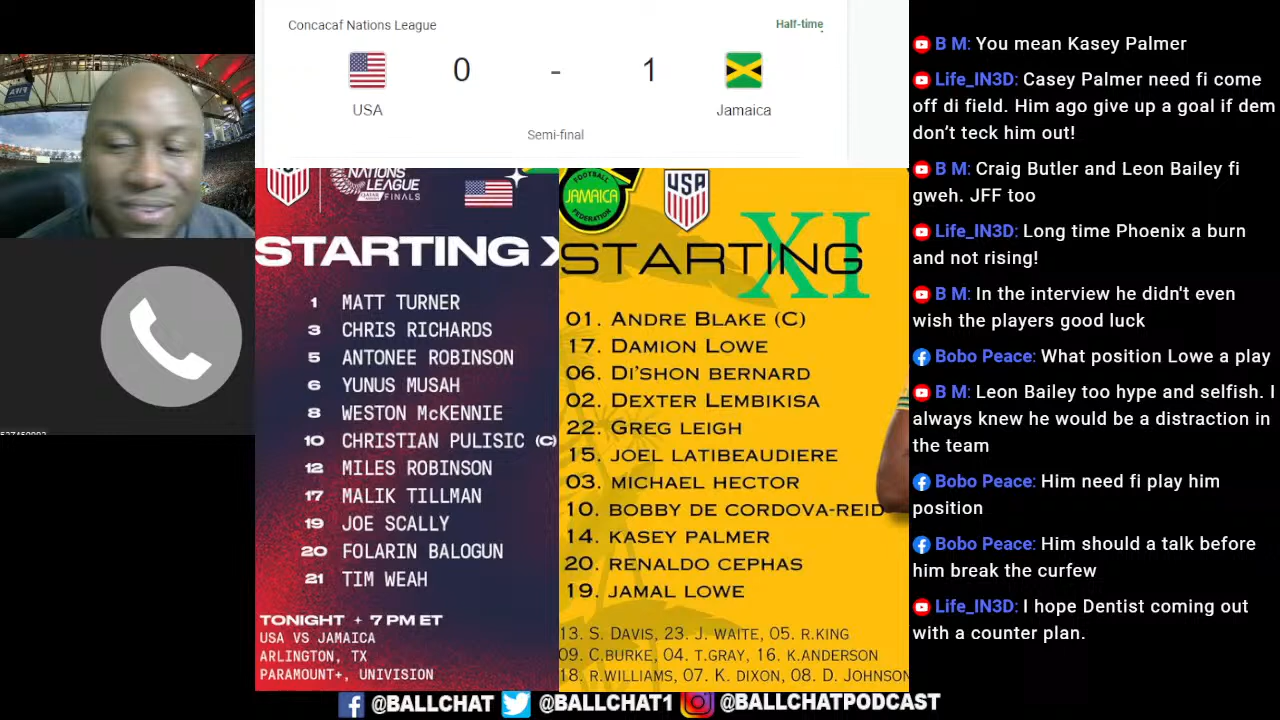 Concacaf Nations League
Half-time
0 - 1
USA
Jamaica
Semi-final
NATIONS
LEAGUE
FINALS
STARTING X
1 MATT TURNER
3 CHRIS RICHARDS
5 ANTONEE ROBINSON
6 YUNUS MUSAH
8 WESTON McKENNIE
10 CHRISTIAN PULISIC (C)
12 MILES ROBINSON
17 MALIK TILLMAN
19 JOE SCALLY
20 FOLARIN BALOGUN
21 TIM WEAH
TONIGHT + 7 PM ET
USA VS JAMAICA
ARLINGTON, TX
PARAMOUNT+, UNIVISION
FOOTBALL
JAMAICA
FEDERATION
USA
STARTING XI
01. ANDRE BLAKE (C)
17. DAMION LOWE
06. DI'SHON BERNARD
02. DEXTER LEMBIKISA
22. GREG LEIGH
15. JOEL LATIBEAUDIERE
03. MICHAEL HECTOR
10. BOBBY DE CORDOVA-REID
14. KASEY PALMER
20. RENALDO CEPHAS
19. JAMAL LOWE
13. S. DAVIS, 23. J. WAITE, 05. R.KING
09. C.BURKE, 04. T.GRAY, 16. K.ANDERSON
18. R.WILLIAMS, 07. K. DIXON, 08. D. JOHNSON
B M: You mean Kasey Palmer
Life_IN3D: Casey Palmer need fi come
off di field. Him ago give up a goal if dem
don't teck him out!
B M: Craig Butler and Leon Bailey fi
gweh. JFF too
Life_IN3D: Long time Phoenix a burn
and not rising!
B M: In the interview he didn't even
wish the players good luck
Bobo Peace: What position Lowe a play
B M: Leon Bailey too hype and selfish. I
always knew he would be a distraction in
the team
Bobo Peace: Him need fi play him
position
Bobo Peace: Him should a talk before
him break the curfew
Life_IN3D: I hope Dentist coming out
with a counter plan.
@BALLCHAT @BALLCHAT1 @BALLCHATPODCAST